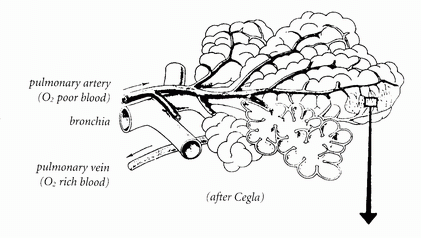 pulmonary artery
(O₂ poor blood)
bronchia
pulmonary vein
(O₂ rich blood)
(after Cegla)